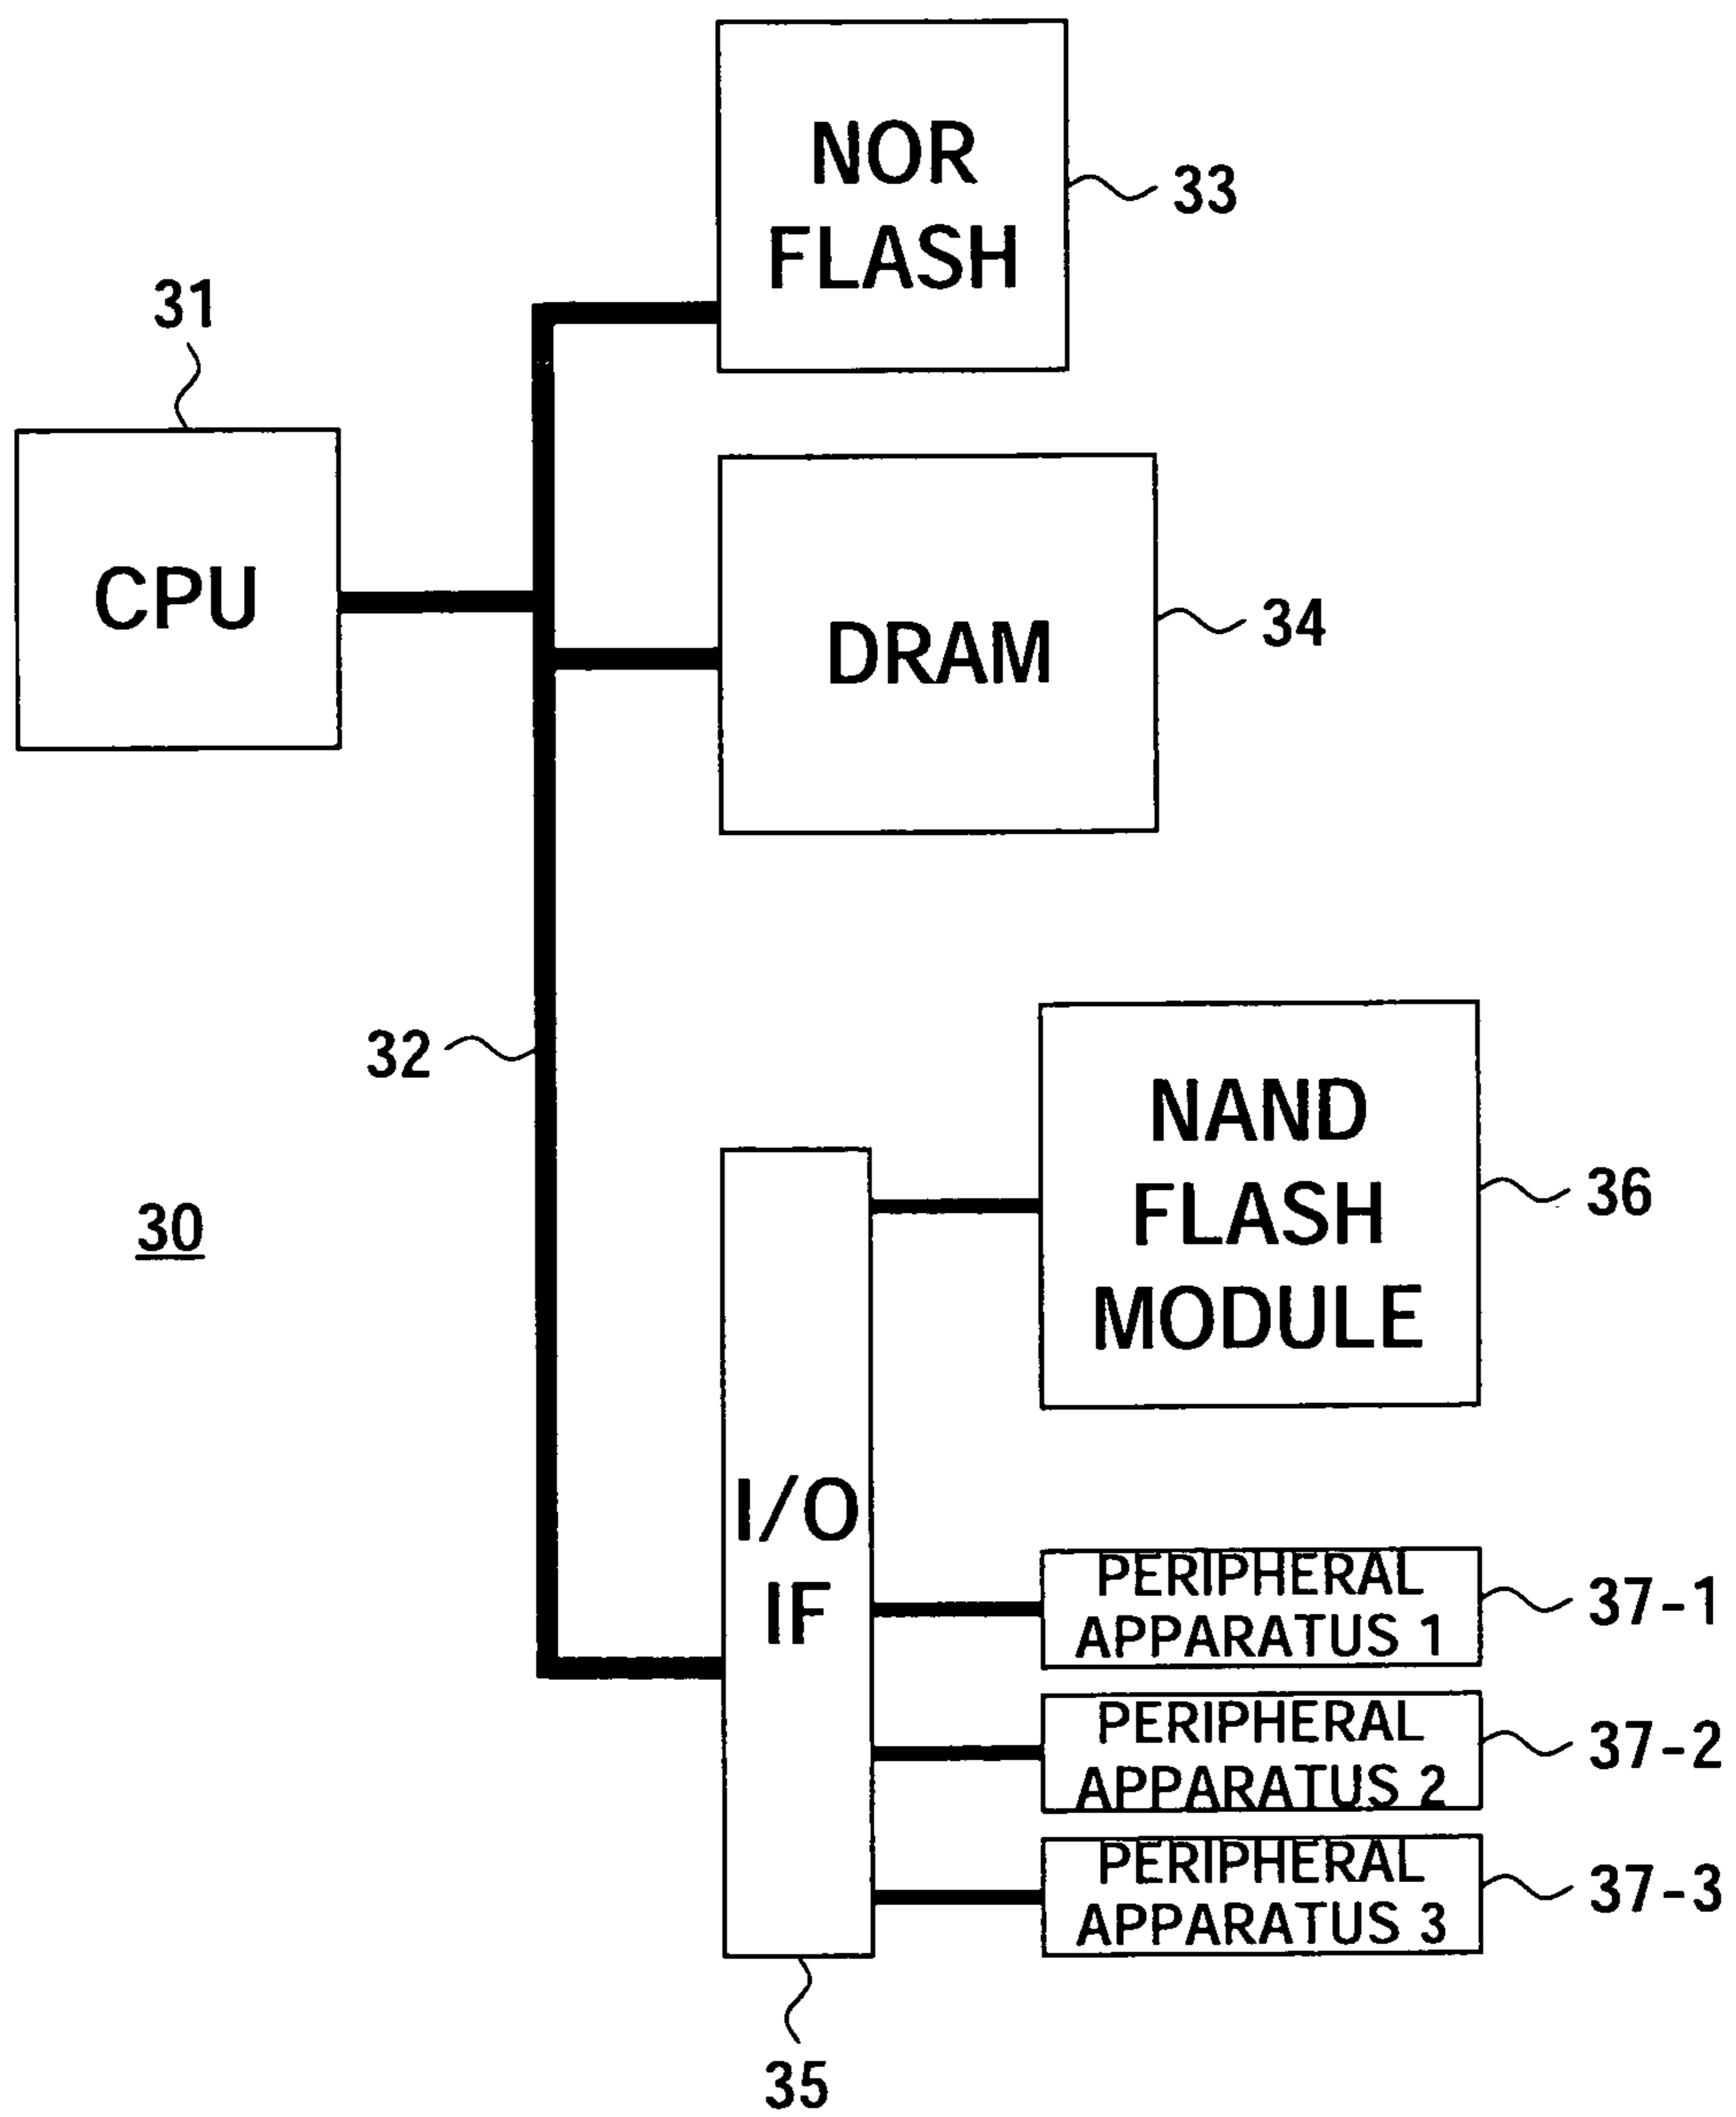 NOR
FLASH
33
31
CPU
DRAM
34
32
NAND
FLASH
MODULE
36
30
I/O
IF
PERIPHERAL
APPARATUS 1
37-1
PERIPHERAL
APPARATUS 2
37-2
PERIPHERAL
APPARATUS 3
37-3
35